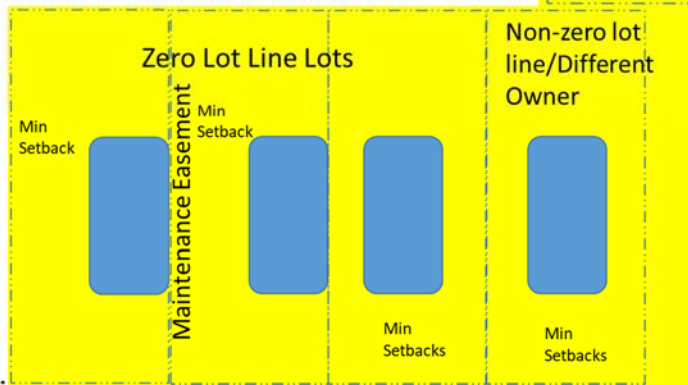 Zero Lot Line Lots
Non-zero lot
line/Different
Owner
Min
Setback
Maintenance Easement
Min
Setback
Min
Setbacks
Min
Setbacks